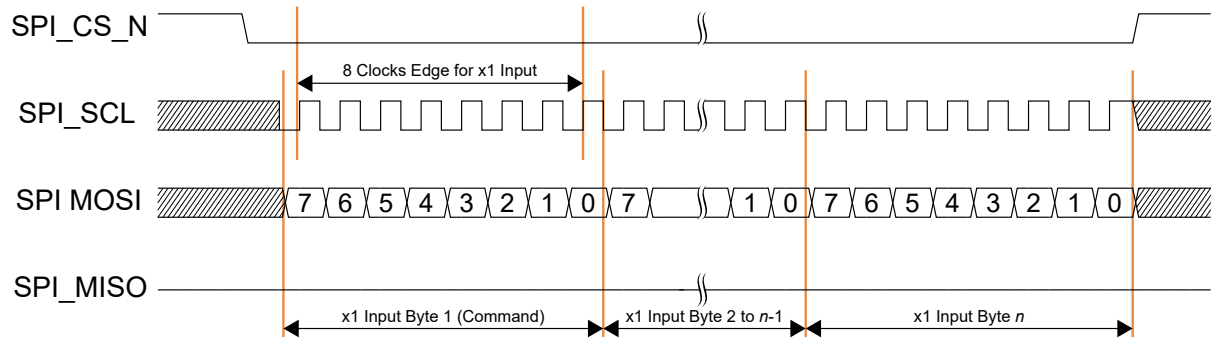 SPI_CS_N
8 Clocks Edge for x1 Input
SPI_SCL
SPI MOSI 7 6 5 4 3 2 1 0 7 1 0 7 6 5 4 3 2 1 0
SPI_MISO
x1 Input Byte 1 (Command) x1 Input Byte 2 to n-1 x1 Input Byte n